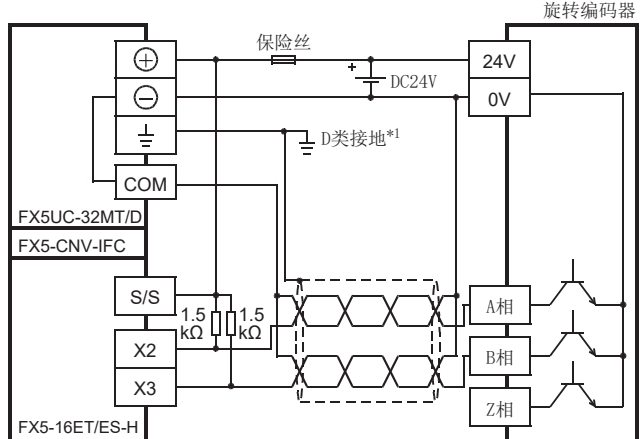 旋转编码器
保险丝
24V
DC24V
0V
D类接地*1
COM
FX5UC-32MT/D
FX5-CNV-IFC
S/S
1.5
kΩ
1.5
kΩ
A相
X2
B相
X3
Z相
FX5-16ET/ES-H